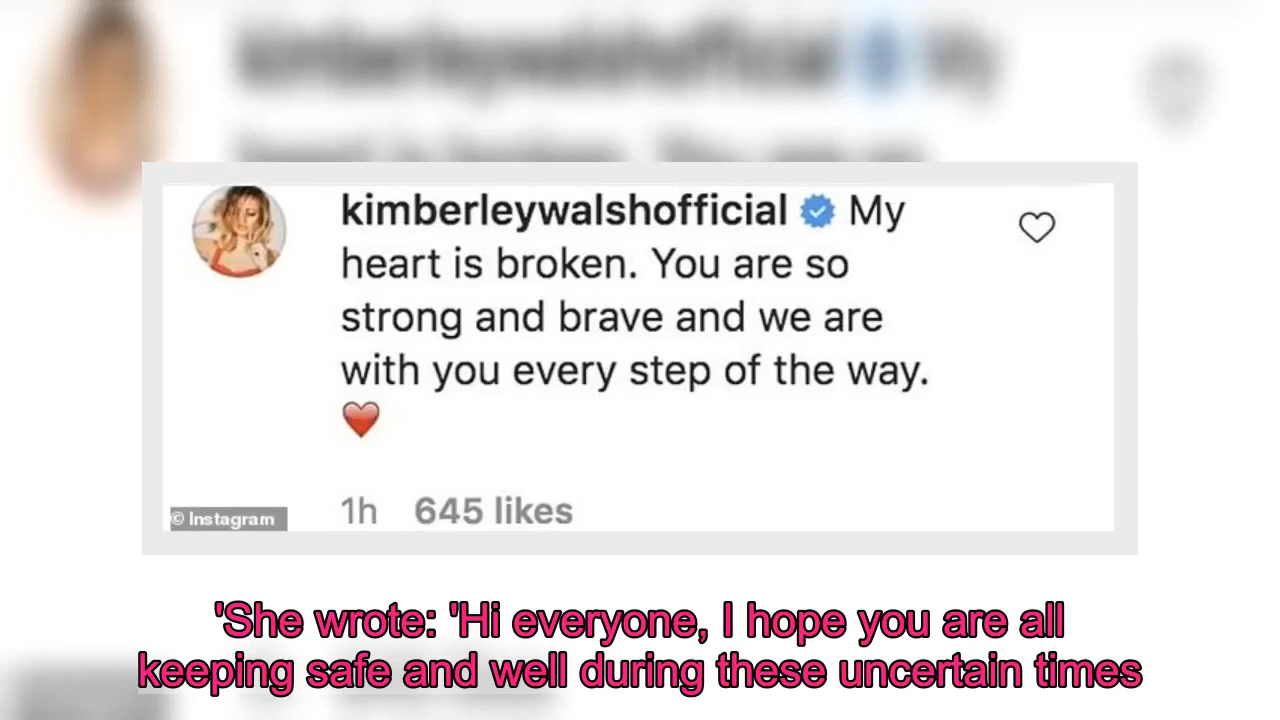 kimberleywalshofficial My
heart is broken. You are so
strong and brave and we are
with you every step of the way.
❤️
© Instagram
1h 645 likes
'She wrote: 'Hi everyone, I hope you are all
keeping safe and well during these uncertain times